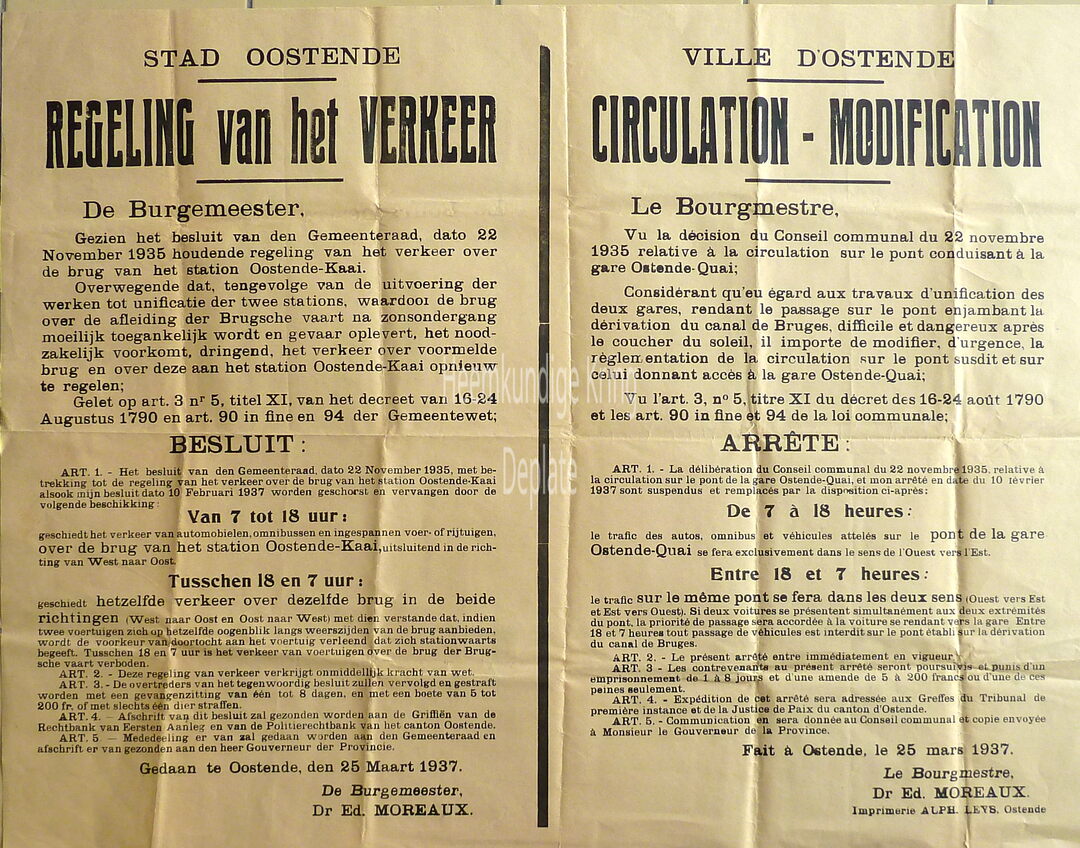 STAD OOSTENDE
REGELING van het VERKEER
De Burgemeester,
Gezien het besluit van den Gemeenteraad, dato 22
November 1935 houdende regeling van het verkeer over
de brug van het station Oostende-Kaai.
Overwegende dat, tengevolge van de uitvoering der
werken tot unificatie der twee stations, waardooi de brug
over de afleiding der Brugsche vaart na zonsondergang
moeilijk toegankelijk wordt en gevaar oplevert, het nood-
zakelijk voorkomt, dringend, het verkeer over voormelde
brug en over deze aan het station Oostende-Kaai opnieuw
te regelen;
Gelet op art. 3 nr 5, titel XI, van het decreet van 16-24
Augustus 1790 en art. 90 in fine en 94 der Gemeentewet;
BESLUIT :
ART. 1. - Het besluit van den Gemeenteraad, dato 22 November 1935, met be-
trekking tot de regeling van het verkeer over de brug van het station Oostende-Kaai
alsook mijn besluit dato 10 Februari 1937 worden geschorst en vervangen door de
volgende beschikking :
Van 7 tot 18 uur :
geschiedt het verkeer van automobielen, omnibussen en ingespannen voer- of rijtuigen,
over de brug van het station Oostende-Kaai, uitsluitend in de rich-
ting van West naar Oost.
Tusschen 18 en 7 uur :
geschiedt hetzelfde verkeer over dezelfde brug in de beide
richtingen (West naar Oost en Oost naar West) met dien verstande dat, indien
twee voertuigen zich op hetzelfde oogenblik langs weerszijden van de brug aanbieden,
wordt de voorkeur van doortocht aan het voertuig verleend dat zich stationwaarts
begeeft. Tusschen 18 en 7 uur is het verkeer van voertuigen over de brug der Brug-
sche vaart verboden.
ART. 2. - Deze regeling van verkeer verkrijgt onmiddellijk kracht van wet.
ART. 3. - De overtreders van het tegenwoordig besluit zullen vervolgd en gestraft
worden met een gevangenzitting van één tot 8 dagen, en met een boete van 5 tot
200 fr. of met slechts één dier straffen.
ART. 4. — Afschrift van dit besluit zal gezonden worden aan de Griffiën van de
Rechtbank van Eersten Aanleg en van de Politierechtbank van het canton Oostende.
ART. 5. — Mededeeling er van zal gedaan worden aan den Gemeenteraad en
afschrift er van gezonden aan den heer Gouverneur der Provincie.
Gedaan te Oostende, den 25 Maart 1937.
De Burgemeester,
Dr Ed. MOREAUX.
VILLE D'OSTENDE
CIRCULATION - MODIFICATION
Le Bourgmestre,
Vu la décision du Conseil communal du 22 novembre
1935 relative à la circulation sur le pont conduisant à la
gare Ostende-Quai;
Considérant qu'eu égard aux travaux d'unification des
deux gares, rendant le passage sur le pont enjambant la
dérivation du canal de Bruges, difficile et dangereux après
le coucher du soleil, il importe de modifier, d'urgence, la
règlementation de la circulation sur le pont susdit et sur
celui donnant accès à la gare Ostende-Quai;
Vu l'art. 3, no 5, titre XI du décret des 16-24 août 1790
et les art. 90 in fine et 94 de la loi communale;
ARRÊTE :
ART. 1. - La délibération du Conseil communal du 22 novembre 1935, relative à
la circulation sur le pont de la gare Ostende-Quai, et mon arrêté en date du 10 février
1937 sont suspendus et remplacés par la disposition ci-après :
De 7 à 18 heures :
le trafic des autos, omnibus et véhicules attelés sur le pont de la gare
Ostende-Quai se fera exclusivement dans le sens de l'Ouest vers l'Est.
Entre 18 et 7 heures :
le trafic sur le même pont se fera dans les deux sens (Ouest vers Est
et Est vers Ouest). Si deux voitures se présentent simultanément aux deux extrémités
du pont, la priorité de passage sera accordée à la voiture se rendant vers la gare. Entre
18 et 7 heures tout passage de véhicules est interdit sur le pont établi sur la dérivation
du canal de Bruges.
ART. 2. - Le présent arrêté entre immédiatement en vigueur.
ART. 3 - Les contrevenants au présent arrêté seront poursuivis et punis d'un
emprisonnement de 1 à 8 jours et d'une amende de 5 à 200 francs ou d'une de ces
peines seulement.
ART. 4. - Expédition de cet arrêté sera adressée aux Greffes du Tribunal de
première instance et de la Justice de Paix du canton d'Ostende.
ART. 5. - Communication en sera donnée au Conseil communal et copie envoyée
à Monsieur le Gouverneur de la Province.
Fait à Ostende, le 25 mars 1937.
Le Bourgmestre,
Dr Ed. MOREAUX.
Imprimerie ALPH. LEYS, Ostende
Heemkundige Kring
Deplate